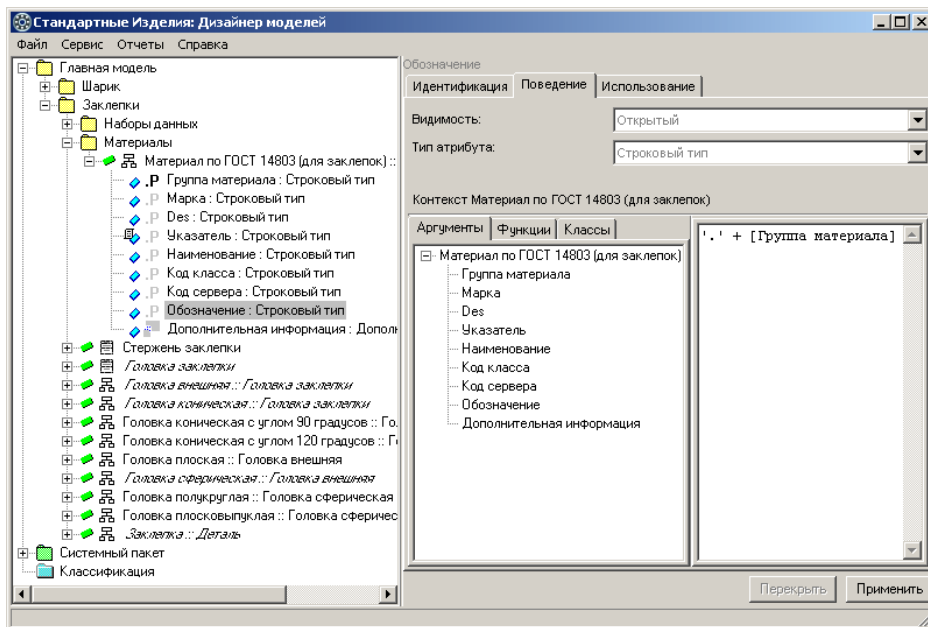 Стандартные Изделия: Дизайнер моделей
Файл Сервис Отчеты Справка
Главная модель
Шарик
Заклепки
Наборы данных
Материалы
Материал по ГОСТ 14803 (для заклепок) ::
.P Группа материала : Строковый тип
.P Марка : Строковый тип
.P Des : Строковый тип
.P Указатель : Строковый тип
.P Наименование : Строковый тип
.P Код класса : Строковый тип
.P Код сервера : Строковый тип
.P Обозначение : Строковый тип
Дополнительная информация : Дополн
Стержень заклепки
Головка заклепки
Головка внешняя :: Головка заклепки
Головка коническая :: Головка заклепки
Головка коническая с углом 90 градусов :: Го.
Головка коническая с углом 120 градусов :: Г
Головка плоская :: Головка внешняя
Головка сферическая :: Головка внешняя
Головка полукруглая :: Головка сферическая
Головка плосковыпуклая :: Головка сферичес
Заклепка :: Деталь
Системный пакет
Классификация
Обозначение
Идентификация Поведение Использование
Видимость: Открытый
Тип атрибута: Строковый тип
Контекст Материал по ГОСТ 14803 (для заклепок)
Аргументы Функции Классы
Материал по ГОСТ 14803 (для заклепок)
Группа материала
Марка
Des
Указатель
Наименование
Код класса
Код сервера
Обозначение
Дополнительная информация
'.' + [Группа материала]
Перекрыть Применить